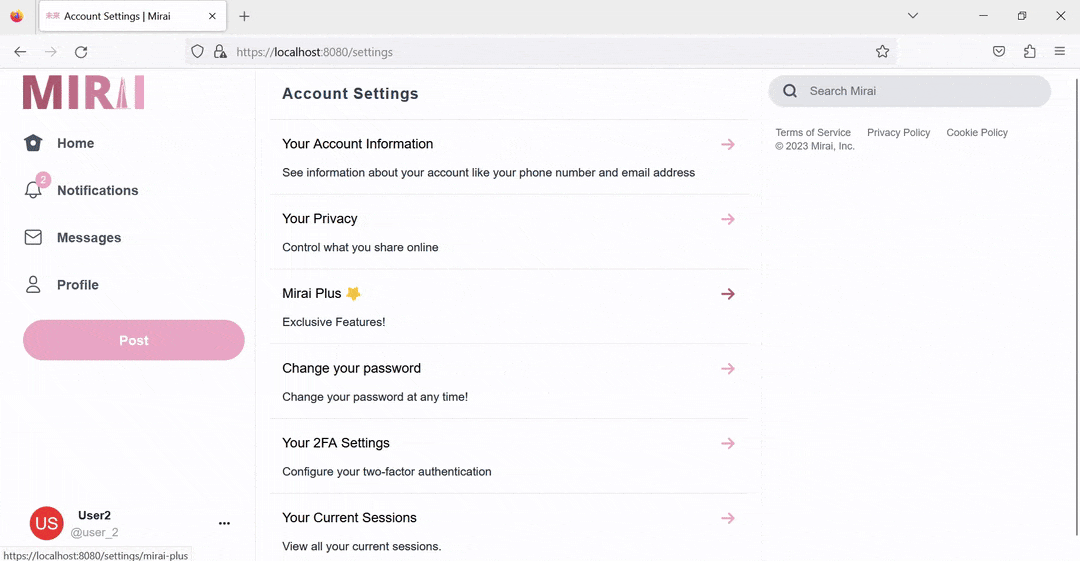 未来 Account Settings | Mirai
https://localhost:8080/settings
MIRAI
Home
2
Notifications
Messages
Profile
Post
US
User2
@user_2
https://localhost:8080/settings/mirai-plus
Account Settings
Your Account Information
See information about your account like your phone number and email address
Your Privacy
Control what you share online
Mirai Plus
Exclusive Features!
Change your password
Change your password at any time!
Your 2FA Settings
Configure your two-factor authentication
Your Current Sessions
View all your current sessions.
Search Mirai
Terms of Service Privacy Policy Cookie Policy
© 2023 Mirai, Inc.